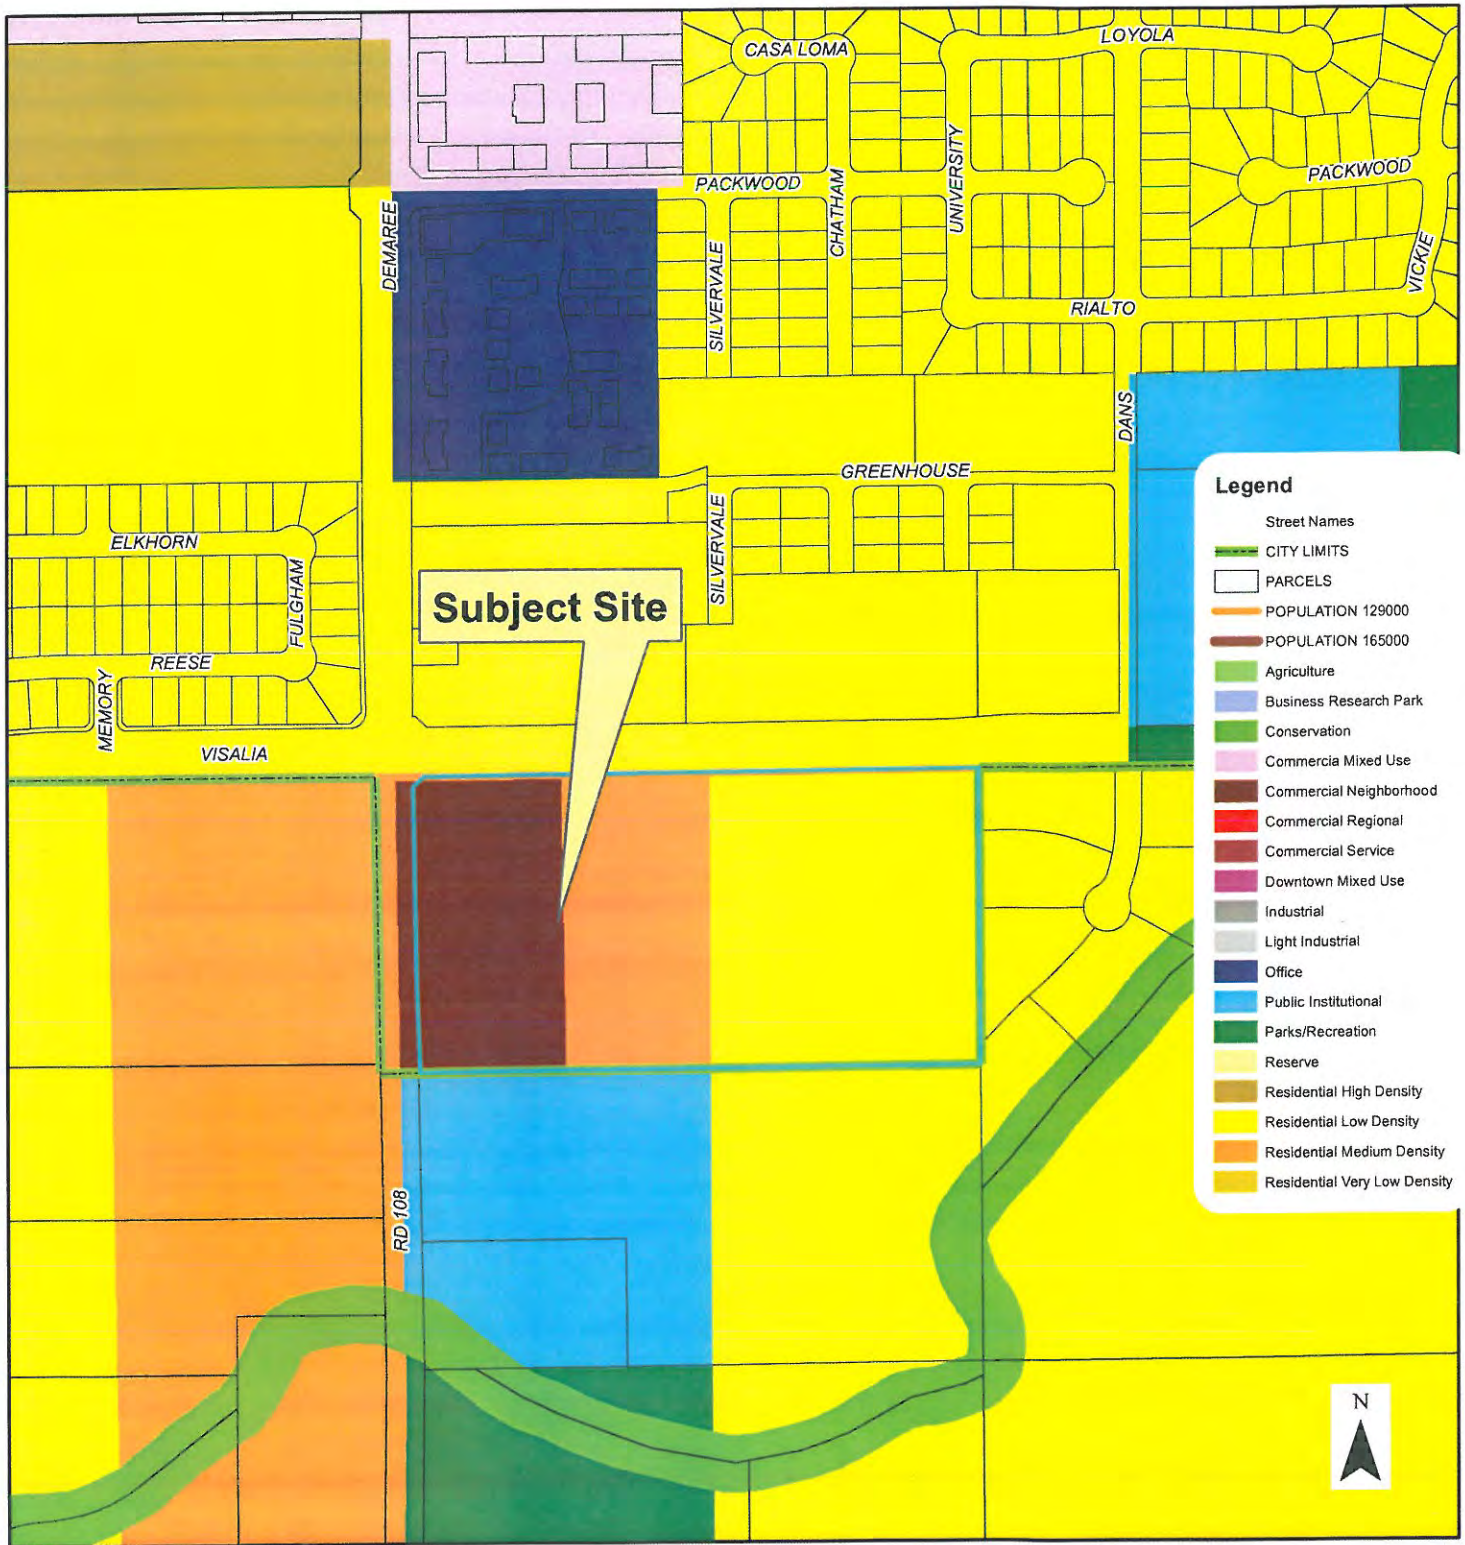 CASA LOMA
LOYOLA
PACKWOOD
PACKWOOD
DEMAREE
CHATHAM
UNIVERSITY
SILVERVALE
VICKIE
RIALTO
DANS
GREENHOUSE
ELKHORN
FULGHAM
SILVERVALE
Subject Site
REESE
MEMORY
VISALIA
RD 108
Legend
Street Names
CITY LIMITS
PARCELS
POPULATION 129000
POPULATION 165000
Agriculture
Business Research Park
Conservation
Commercia Mixed Use
Commercial Neighborhood
Commercial Regional
Commercial Service
Downtown Mixed Use
Industrial
Light Industrial
Office
Public Institutional
Parks/Recreation
Reserve
Residential High Density
Residential Low Density
Residential Medium Density
Residential Very Low Density
N